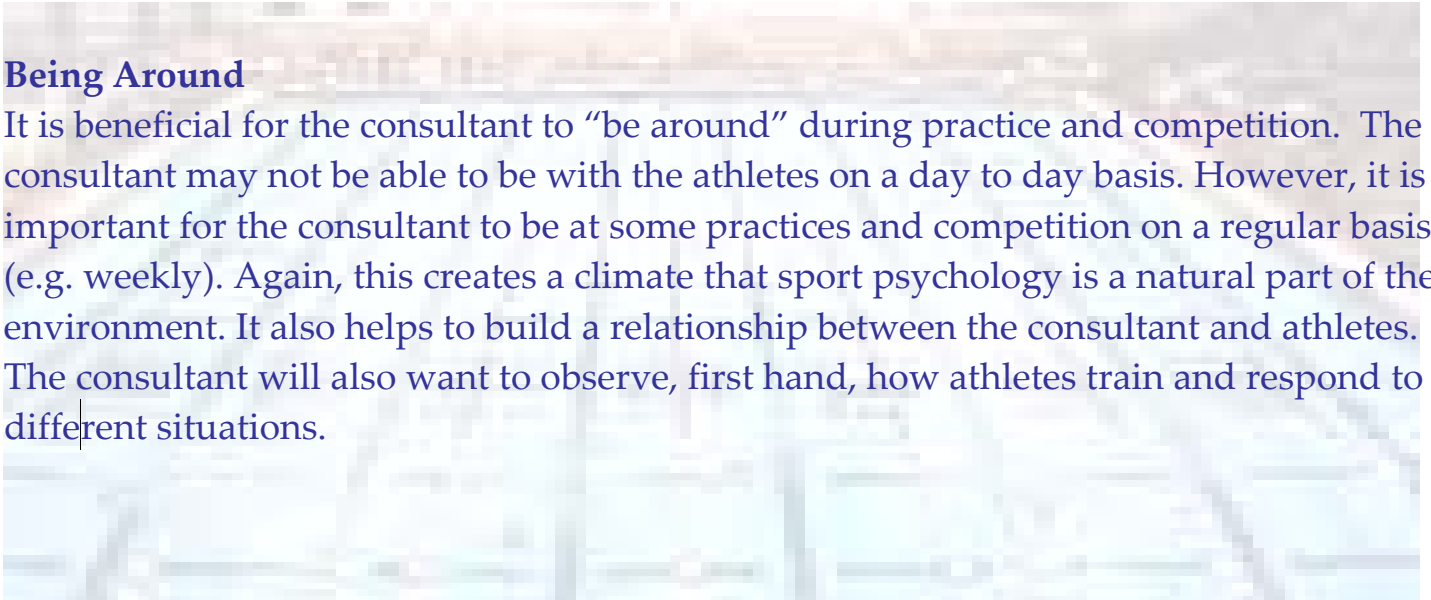 Being Around
It is beneficial for the consultant to “be around” during practice and competition.  The
consultant may not be able to be with the athletes on a day to day basis. However, it is
important for the consultant to be at some practices and competition on a regular basis
(e.g. weekly). Again, this creates a climate that sport psychology is a natural part of the
environment. It also helps to build a relationship between the consultant and athletes.
The consultant will also want to observe, first hand, how athletes train and respond to
different situations.